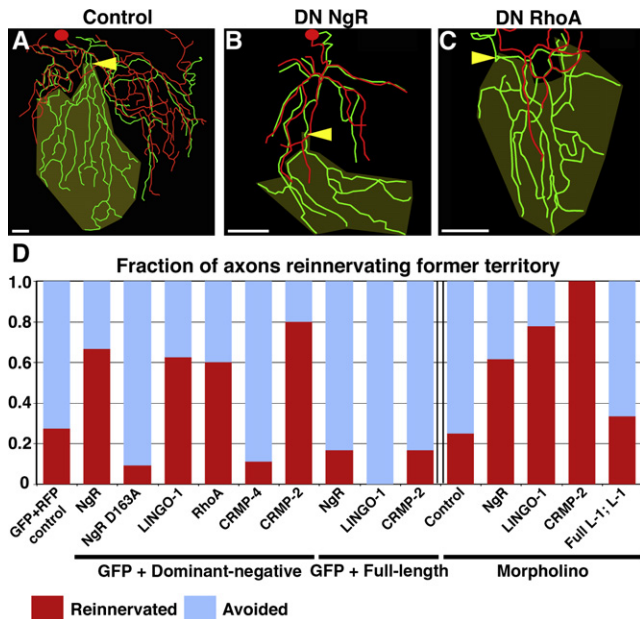 Control
DN NgR
DN RhoA
A
B
C
D
Fraction of axons reinnervating former territory
1.0
0.8
0.6
0.4
0.2
0
GFP+RFP
control
NgR
NgR D163A
LINGO-1
RhoA
CRMP-4
CRMP-2
NgR
LINGO-1
CRMP-2
Control
NgR
LINGO-1
CRMP-2
Full L-1; L-1
GFP + Dominant-negative
GFP + Full-length
Morpholino
Reinnervated
Avoided